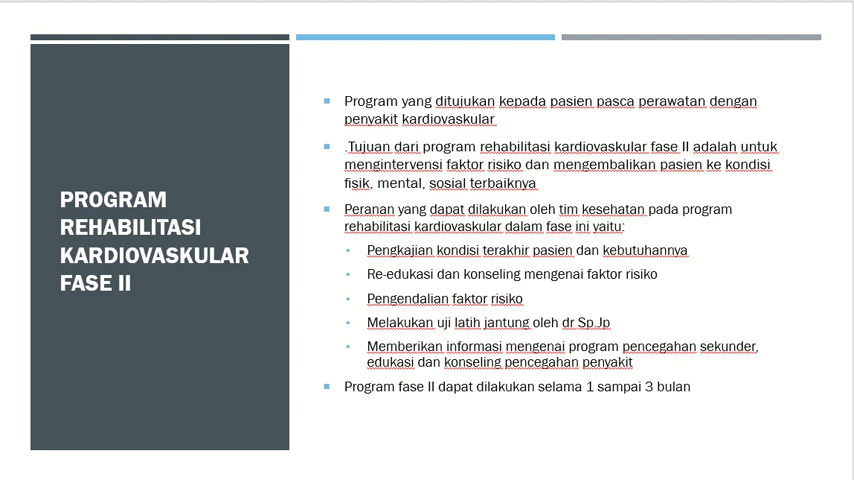 PROGRAM
REHABILITASI
KARDIOVASKULAR
FASE II
Program yang ditujukan kepada pasien pasca perawatan dengan
penyakit kardiovaskular
.Tujuan dari program rehabilitasi kardiovaskular fase II adalah untuk
mengintervensi faktor risiko dan mengembalikan pasien ke kondisi
fisik, mental, sosial terbaiknya
Peranan yang dapat dilakukan oleh tim kesehatan pada program
rehabilitasi kardiovaskular dalam fase ini yaitu:
Pengkajian kondisi terakhir pasien dan kebutuhannya
Re-edukasi dan konseling mengenai faktor risiko
Pengendalian faktor risiko
Melakukan uji latih jantung oleh dr Sp.Jp
Memberikan informasi mengenai program pencegahan sekunder,
edukasi dan konseling pencegahan penyakit
Program fase II dapat dilakukan selama 1 sampai 3 bulan